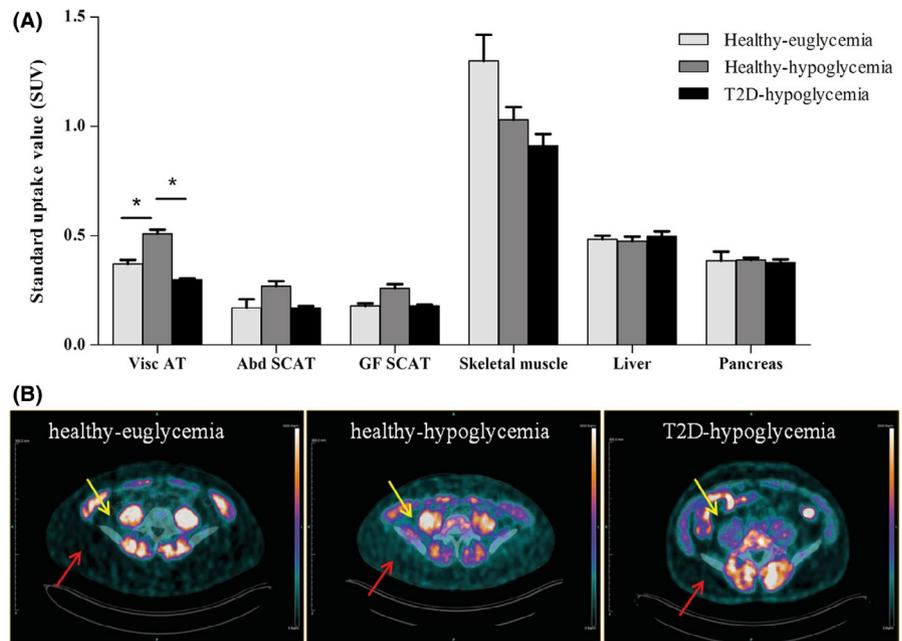 (A)
Standard uptake value (SUV)
1.5
1.0
0.5
0.0
Healthy-euglycemia
Healthy-hypoglycemia
T2D-hypoglycemia
* *
Visc AT Abd SCAT GF SCAT Skeletal muscle Liver Pancreas
(B)
healthy-euglycemia healthy-hypoglycemia T2D-hypoglycemia